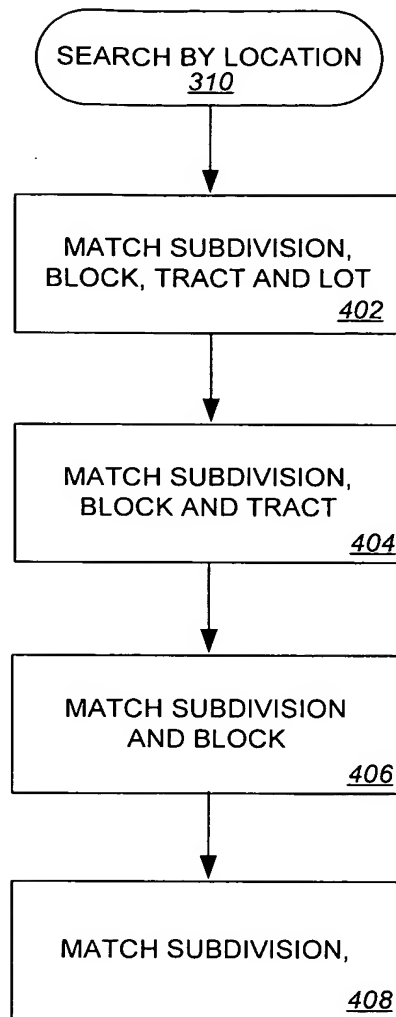 SEARCH BY LOCATION
310
MATCH SUBDIVISION,
BLOCK, TRACT AND LOT
402
MATCH SUBDIVISION,
BLOCK AND TRACT
404
MATCH SUBDIVISION
AND BLOCK
406
MATCH SUBDIVISION,
408